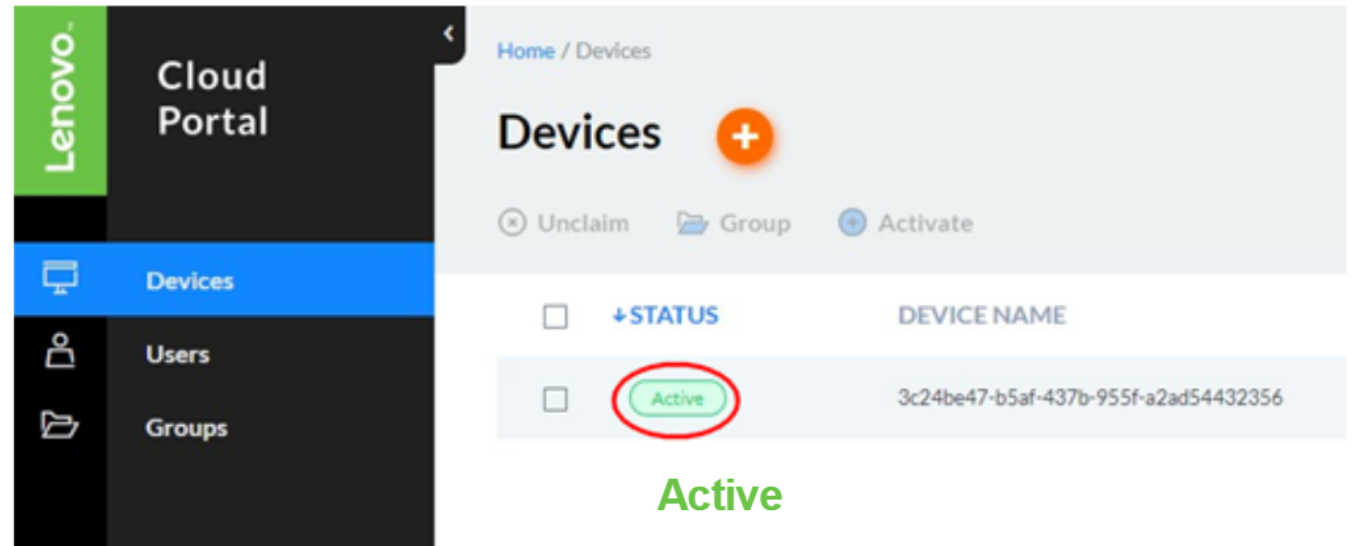 Lenovo™
Cloud
Portal
Devices
Users
Groups
Home / Devices
Devices
Unclaim Group Activate
STATUS DEVICE NAME
Active 3c24be47-b5af-437b-955f-a2ad54432356
Active